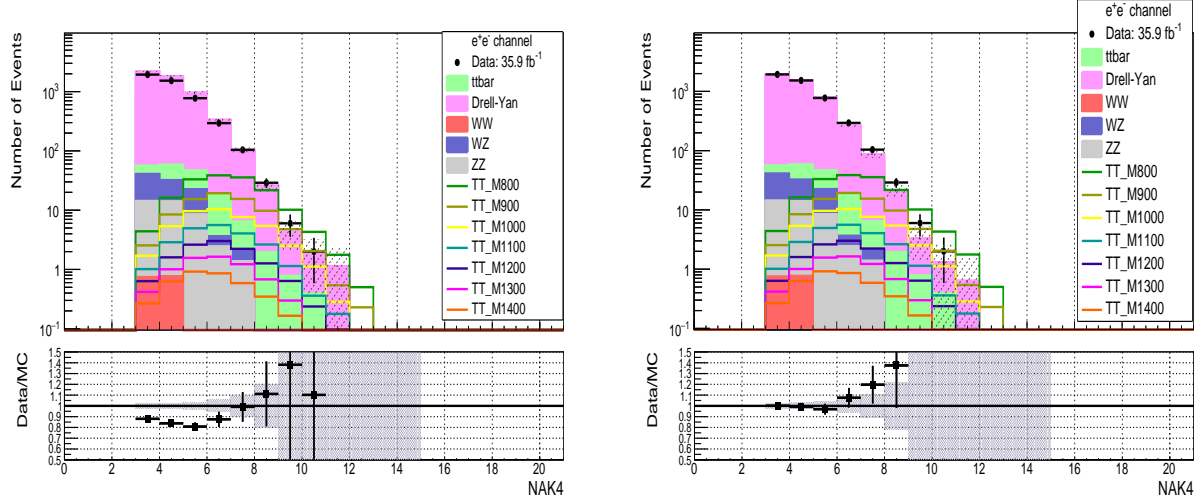 e⁺e⁻ channel
Data: 35.9 fb⁻¹
ttbar
Drell-Yan
WW
WZ
ZZ
TT_M800
TT_M900
TT_M1000
TT_M1100
TT_M1200
TT_M1300
TT_M1400
Number of Events
10³
10²
10
1
10⁻¹
Data/MC
1.5
1.4
1.3
1.2
1.1
1
0.9
0.8
0.7
0.6
0.5
0 2 4 6 8 10 12 14 16 18 20
NAK4
e⁺e⁻ channel
Data: 35.9 fb⁻¹
ttbar
Drell-Yan
WW
WZ
ZZ
TT_M800
TT_M900
TT_M1000
TT_M1100
TT_M1200
TT_M1300
TT_M1400
Number of Events
10³
10²
10
1
10⁻¹
Data/MC
1.5
1.4
1.3
1.2
1.1
1
0.9
0.8
0.7
0.6
0.5
0 2 4 6 8 10 12 14 16 18 20
NAK4